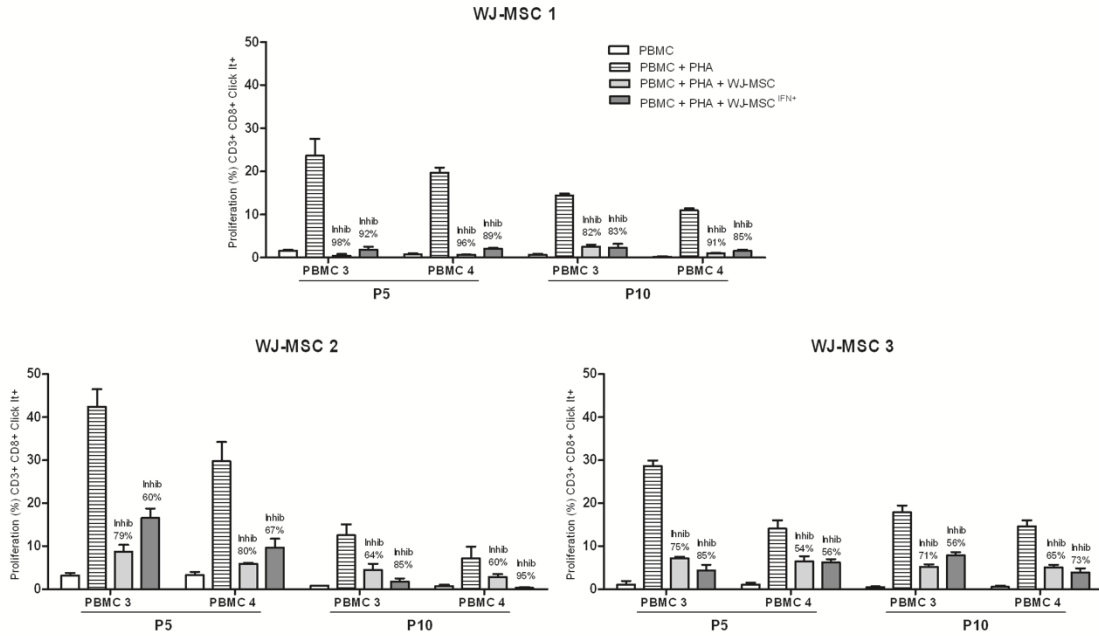 WJ-MSC 1
Proliferation (%) CD3+ CD8+ Click It+
50
40
30
20
10
0
PBMC
PBMC + PHA
PBMC + PHA + WJ-MSC
PBMC + PHA + WJ-MSC IFN+
Inhib
98%
Inhib
92%
Inhib
96%
Inhib
89%
Inhib
82%
Inhib
83%
Inhib
91%
Inhib
85%
PBMC 3
PBMC 4
PBMC 3
PBMC 4
P5
P10
WJ-MSC 2
Proliferation (%) CD3+ CD8+ Click It+
50
40
30
20
10
0
Inhib
79%
Inhib
60%
Inhib
80%
Inhib
67%
Inhib
64%
Inhib
85%
Inhib
60%
Inhib
95%
PBMC 3
PBMC 4
PBMC 3
PBMC 4
P5
P10
WJ-MSC 3
Proliferation (%) CD3+ CD8+ Click It+
50
40
30
20
10
0
Inhib
75%
Inhib
85%
Inhib
54%
Inhib
56%
Inhib
71%
Inhib
56%
Inhib
65%
Inhib
73%
PBMC 3
PBMC 4
PBMC 3
PBMC 4
P5
P10